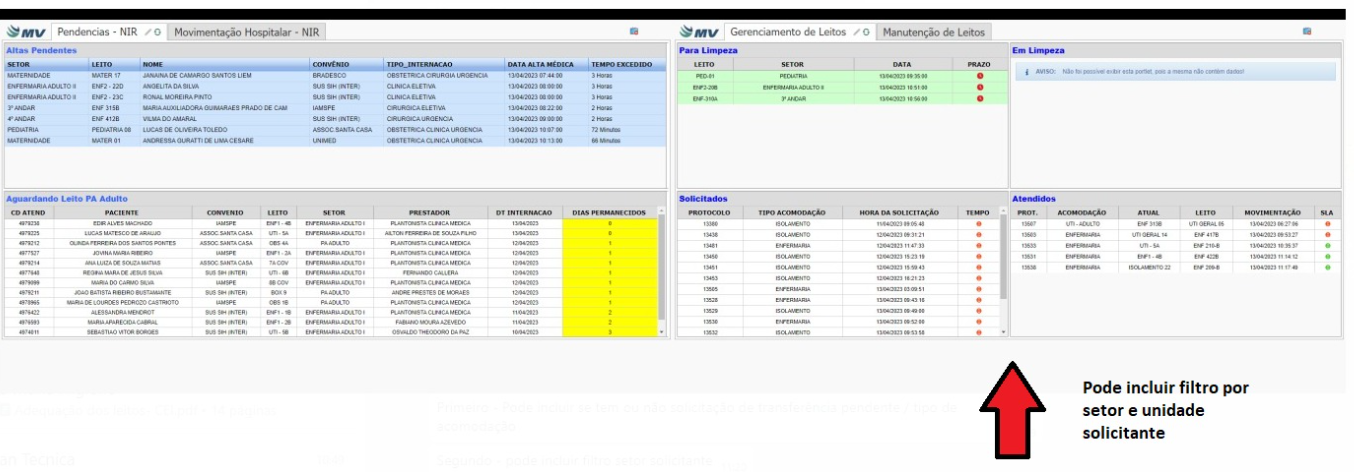 MV Pendencias - NIR Movimentação Hospitalar - NIR
Altas Pendentes
SETOR LEITO NOME CONVÊNIO TIPO_INTERNACAO DATA ALTA MÉDICA TEMPO EXCEDIDO
MATERNIDADE MATER 17 JANAINA DE CAMARGO SANTOS LIEM BRADESCO OBSTETRICA CIRURGIA URGENCIA 13/04/2023 07:44:00 3 Horas
ENFERMARIA ADULTO II ENF2 - 22D ANGELITA DA SILVA SUS SIH (INTER) CLINICA ELETIVA 13/04/2023 08:00:00 3 Horas
ENFERMARIA ADULTO II ENF2 - 23C RONAL MOREIRA PINTO SUS SIH (INTER) CLINICA ELETIVA 13/04/2023 08:00:00 3 Horas
3º ANDAR ENF 315B MARIA AUXILIADORA GUIMARAES PRADO DE CAM IAMSPE CIRURGICA ELETIVA 13/04/2023 08:22:00 2 Horas
4º ANDAR ENF 412B VILMA DO AMARAL SUS SIH (INTER) CIRURGICA URGENCIA 13/04/2023 09:00:00 2 Horas
PEDIATRIA PEDIATRIA 08 LUCAS DE OLIVEIRA TOLEDO ASSOC.SANTA CASA OBSTETRICA CLINICA URGENCIA 13/04/2023 10:07:00 72 Minutos
MATERNIDADE MATER 01 ANDRESSA GURATTI DE LIMA CESARE UNIMED OBSTETRICA CLINICA URGENCIA 13/04/2023 10:13:00 66 Minutos
Aguardando Leito PA Adulto
CD ATEND PACIENTE CONVENIO LEITO SETOR PRESTADOR DT INTERNACAO DIAS PERMANECIDOS
4979238 EDIR ALVES MACHADO IAMSPE ENF1 - 4B ENFERMARIA ADULTO I PLANTONISTA CLINICA MEDICA 13/04/2023 0
4979225 LUCAS MATESCO DE ARAUJO ASSOC.SANTA CASA UTI - 5A ENFERMARIA ADULTO I AILTON FERREIRA DE SOUZA FILHO 13/04/2023 0
4979212 OLINDA FERREIRA DOS SANTOS PONTES ASSOC.SANTA CASA OBS 4A PA ADULTO PLANTONISTA CLINICA MEDICA 12/04/2023 1
4977527 JOVINA MARIA RIBEIRO IAMSPE ENF1 - 2A ENFERMARIA ADULTO I PLANTONISTA CLINICA MEDICA 12/04/2023 1
4979214 ANA LUIZA DE SOUZA MATIAS ASSOC.SANTA CASA 7A COV ENFERMARIA ADULTO I PLANTONISTA CLINICA MEDICA 12/04/2023 1
4977648 REGINA MARA DE JESUS SILVA SUS SIH (INTER) UTI - 6B ENFERMARIA ADULTO I FERNANDO CALLERA 12/04/2023 1
MARIA DO CARMO SILVA IAMSPE 8B COV ENFERMARIA ADULTO I PLANTONISTA CLINICA MEDICA 12/04/2023 1
4979211 JOAO BATISTA RIBEIRO BUSTAMANTE SUS SIH (INTER) BOX 9 PA ADULTO ANDRE PRESTES DE MORAES 12/04/2023 1
4978965 MARIA DE LOURDES PEDROZO CASTRIOTO IAMSPE OBS 1B PA ADULTO PLANTONISTA CLINICA MEDICA 12/04/2023 1
ALESSANDRA MENDROT SUS SIH (INTER) ENF1 - 1B ENFERMARIA ADULTO I PLANTONISTA CLINICA MEDICA 11/04/2023 2
MARIA APARECIDA CABRAL SUS SIH (INTER) ENF1 - 2B ENFERMARIA ADULTO I FABIANO MOURA AZEVEDO 11/04/2023 2
4974011 SEBASTIAO VITOR BORGES SUS SIH (INTER) UTI - 5B ENFERMARIA ADULTO I OSVALDO THEODORO DA PAZ 10/04/2023 3
MV Gerenciamento de Leitos Manutenção de Leitos
Para Limpeza
LEITO SETOR DATA PRAZO
PED-01 PEDIATRIA 13/04/2023 09:35:00
ENF2-20B ENFERMARIA ADULTO II 13/04/2023 10:51:00
ENF-310A 3º ANDAR 13/04/2023 10:56:00
Em Limpeza
AVISO: Não foi possível exibir esta portlet, pois a mesma não contém dados!
Solicitados
PROTOCOLO TIPO ACOMODAÇÃO HORA DA SOLICITAÇÃO TEMPO
13380 ISOLAMENTO 11/04/2023 09:05:48
13438 ISOLAMENTO 12/04/2023 09:31:21
13481 ENFERMARIA 12/04/2023 11:47:33
13450 ISOLAMENTO 12/04/2023 15:23:19
13451 ISOLAMENTO 12/04/2023 15:59:43
13453 ISOLAMENTO 12/04/2023 16:21:23
13505 ENFERMARIA 13/04/2023 03:09:51
13528 ENFERMARIA 13/04/2023 09:43:18
13529 ISOLAMENTO 13/04/2023 09:49:00
13530 ENFERMARIA 13/04/2023 09:52:00
13532 ISOLAMENTO 13/04/2023 09:53:58
Atendidos
PROT. ACOMODAÇÃO ATUAL LEITO MOVIMENTAÇÃO SLA
13507 UTI - ADULTO ENF 313B UTI GERAL 05 13/04/2023 06:27:06
13503 ENFERMARIA UTI GERAL 14 ENF 417B 13/04/2023 09:53:27
13533 ENFERMARIA UTI - 5A ENF 210-B 13/04/2023 10:35:37
13531 ENFERMARIA ENF1 - 4B ENF 422B 13/04/2023 11:14:12
13538 ENFERMARIA ISOLAMENTO 22 ENF 209-B 13/04/2023 11:17:40
Pode incluir filtro por
setor e unidade
solicitante